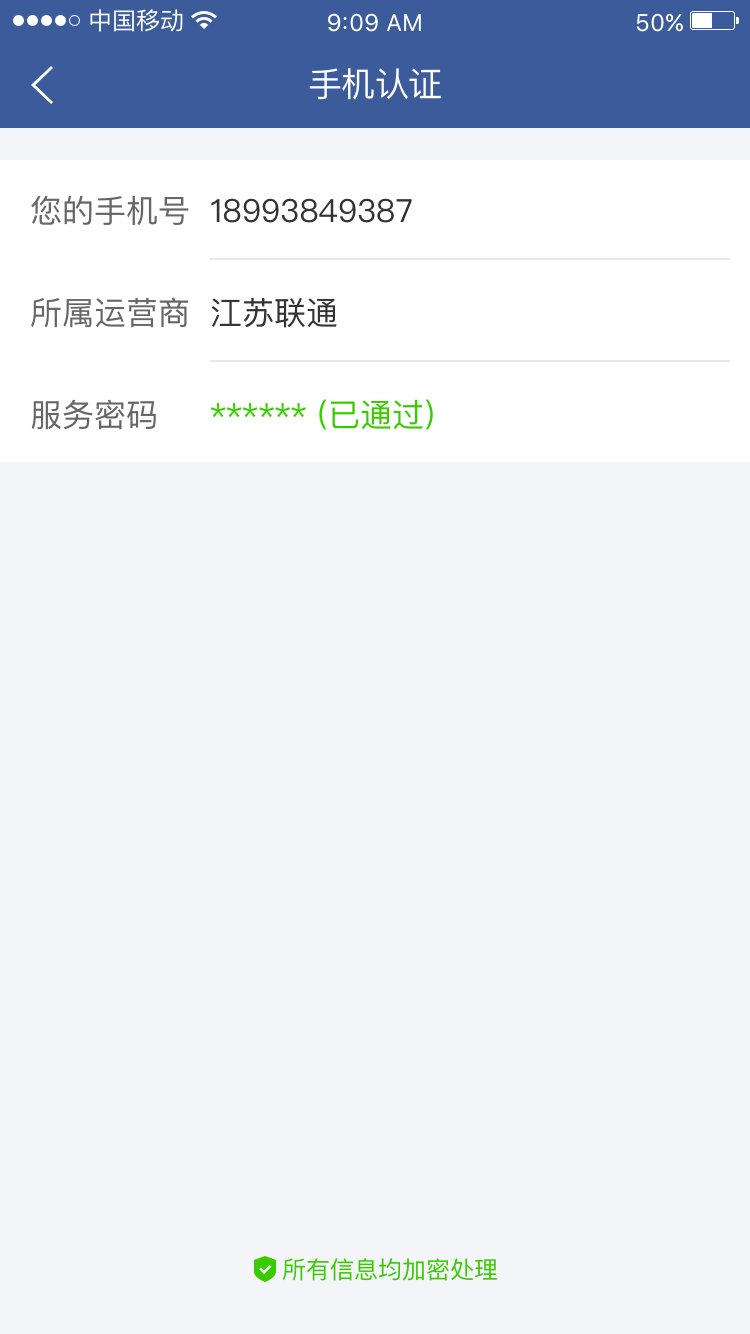 中国移动 9:09 AM 50%
手机认证
您的手机号 18993849387
所属运营商 江苏联通
服务密码 ****** (已通过)
所有信息均加密处理